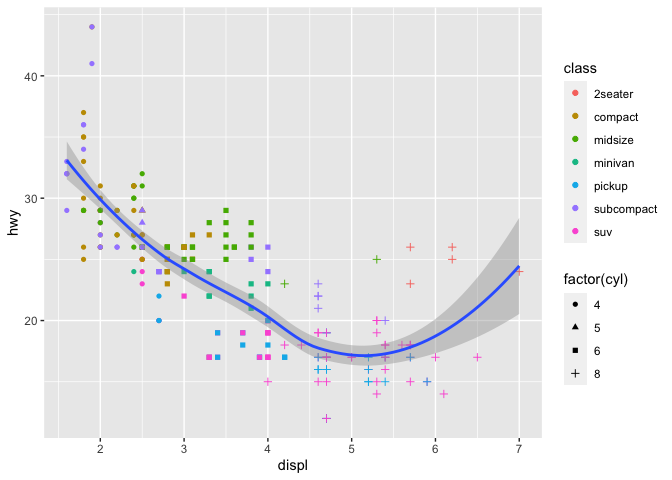 40
30
20
hwy
2
3
4
5
6
7
displ
class
2seater
compact
midsize
minivan
pickup
subcompact
suv
factor(cyl)
4
5
6
8